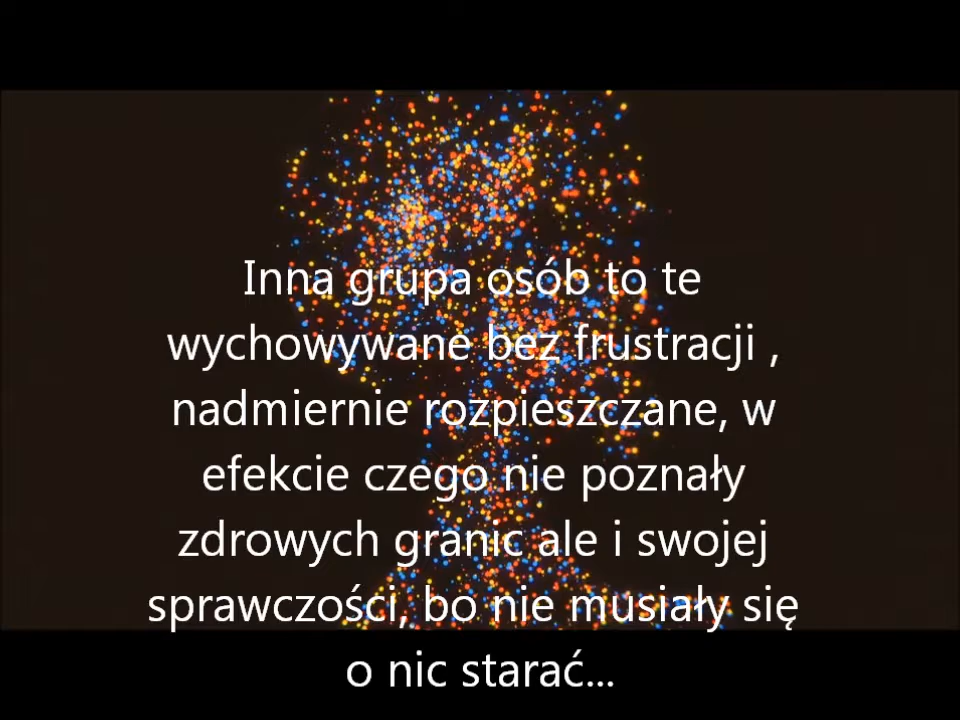 Inna grupa osób to te
wychowywane bez frustracji ,
nadmiernie rozpieszczane, w
efekcie czego nie poznały
zdrowych granic ale i swojej
sprawczości, bo nie musiały się
o nic starać...